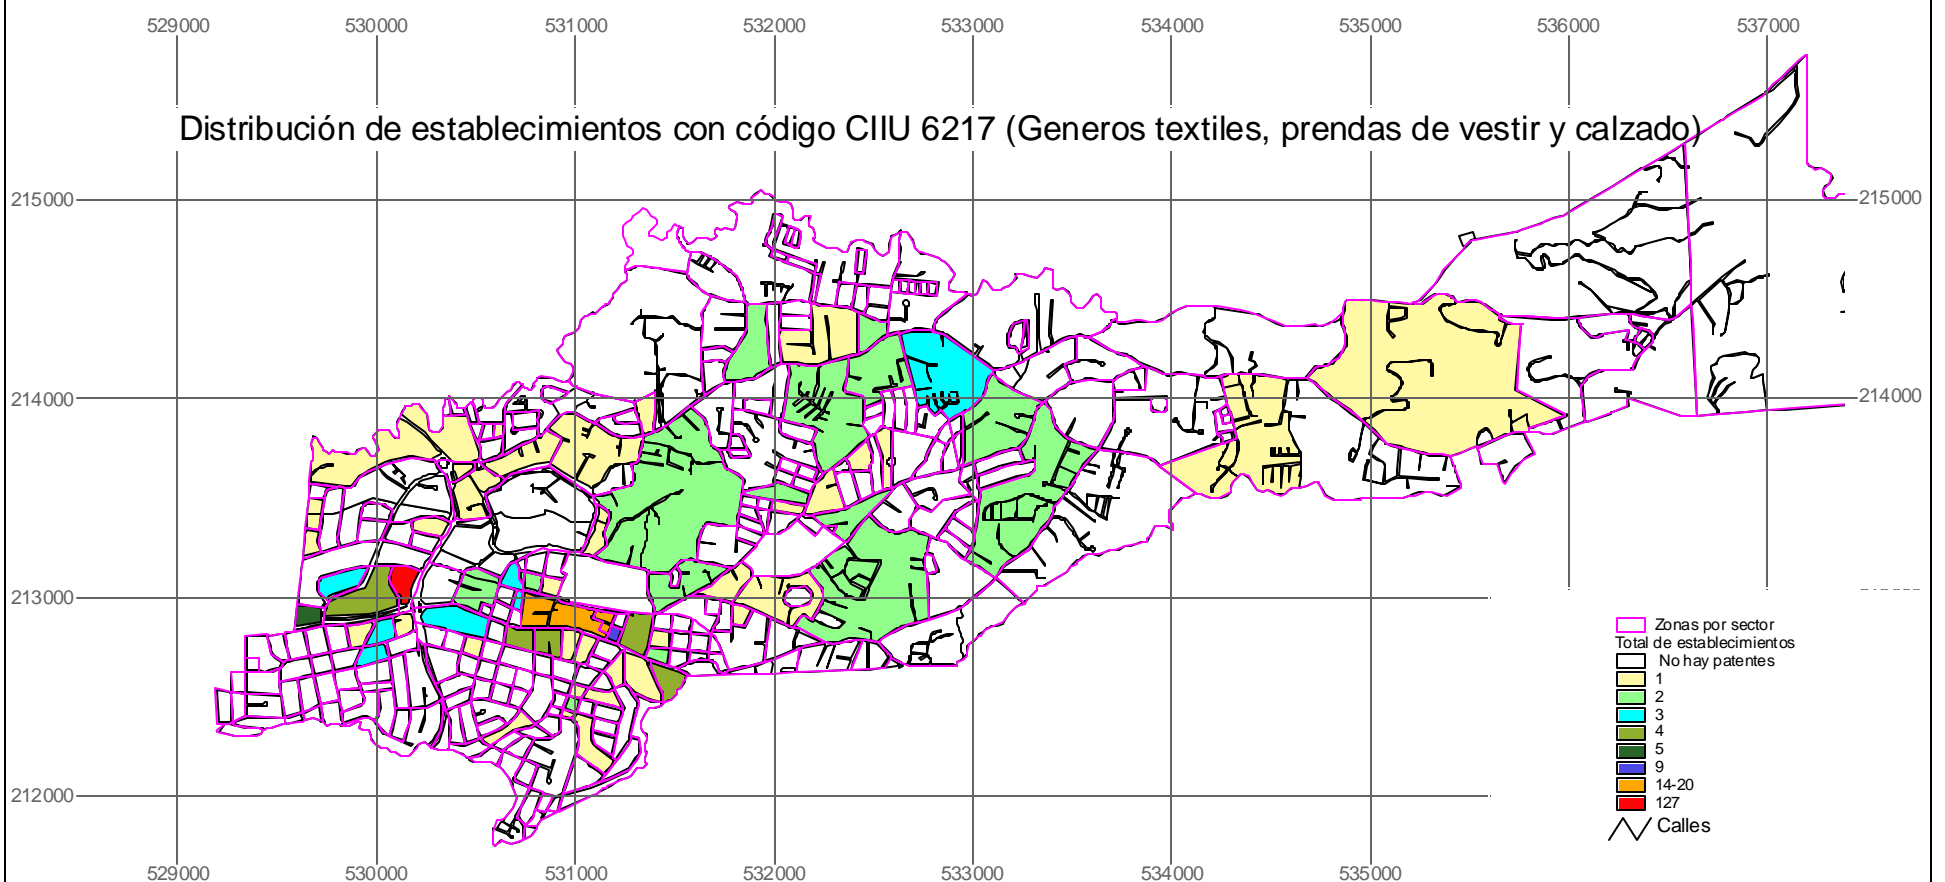 529000 530000 531000 532000 533000 534000 535000 536000 537000
Distribución de establecimientos con código CIIU 6217 (Generos textiles, prendas de vestir y calzado)
215000 215000
214000 214000
213000
Zonas por sector
Total de establecimientos
No hay patentes
1
2
3
4
5
9
14-20
127
Calles
212000
529000 530000 531000 532000 533000 534000 535000